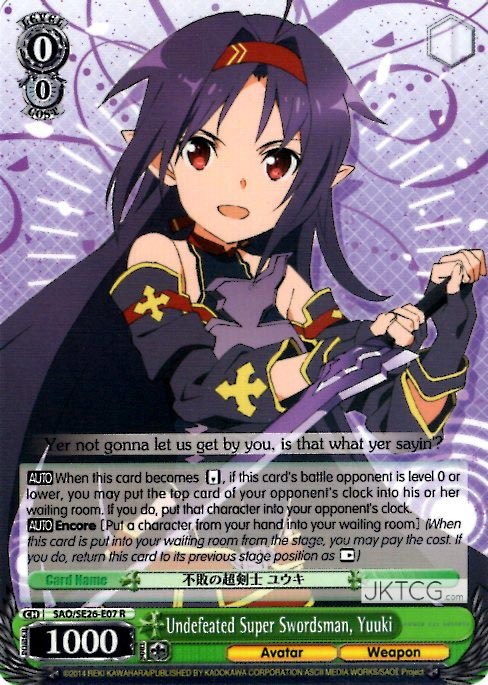 LEVEL
0
0
COST
Yer not gonna let us get by you, is that what yer sayin'?
AUTO When this card becomes , if this card's battle opponent is level 0 or
lower, you may put the top card of your opponent's clock into his or her
waiting room. If you do, put that character into your opponent's clock.
AUTO Encore [Put a character from your hand into your waiting room] (When
this card is put into your waiting room from the stage, you may pay the cost. If
you do, return this card to its previous stage position as .)
Card Name 不敗の超剣士 ユウキ
JKTCG.com
CH SAO/SE26-E07 R
Undefeated Super Swordsman, Yuuki
POWER 1000 SOUL
Avatar Weapon
©2014 REKI KAWAHARA/PUBLISHED BY KADOKAWA CORPORATION ASCII MEDIA WORKS/SAOⅡ Project